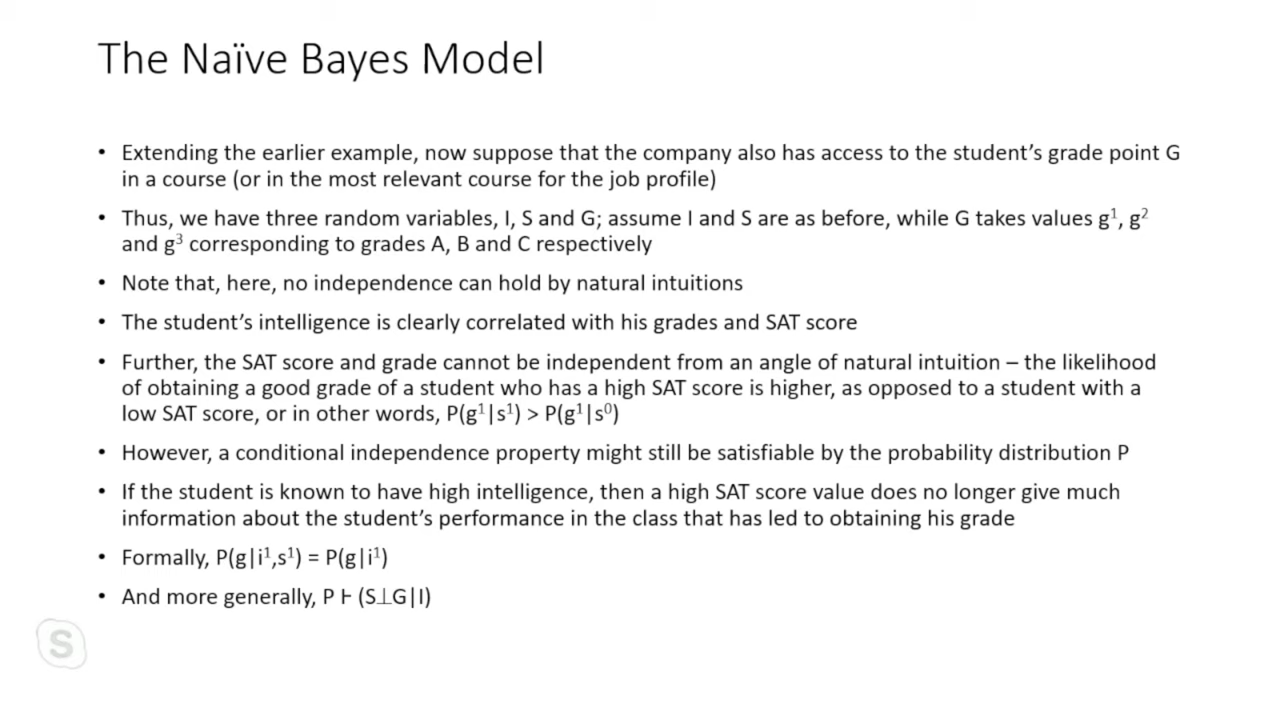 The Naïve Bayes Model
• Extending the earlier example, now suppose that the company also has access to the student’s grade point G
in a course (or in the most relevant course for the job profile)
• Thus, we have three random variables, I, S and G; assume I and S are as before, while G takes values g¹, g²
and g³ corresponding to grades A, B and C respectively
• Note that, here, no independence can hold by natural intuitions
• The student’s intelligence is clearly correlated with his grades and SAT score
• Further, the SAT score and grade cannot be independent from an angle of natural intuition – the likelihood
of obtaining a good grade of a student who has a high SAT score is higher, as opposed to a student with a
low SAT score, or in other words, P(g¹|s¹) > P(g¹|s⁰)
• However, a conditional independence property might still be satisfiable by the probability distribution P
• If the student is known to have high intelligence, then a high SAT score value does no longer give much
information about the student’s performance in the class that has led to obtaining his grade
• Formally, P(g|i¹,s¹) = P(g|i¹)
• And more generally, P ⊦ (S⊥G|I)
S